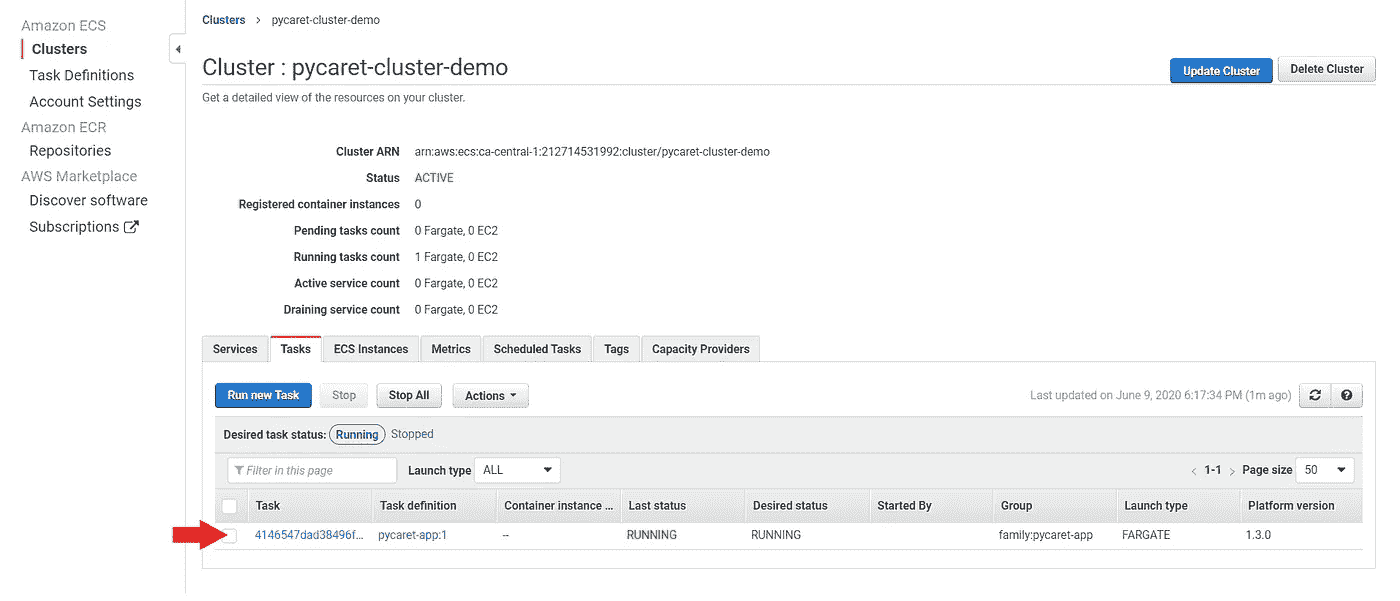 Amazon ECS
Clusters
Task Definitions
Account Settings
Amazon ECR
Repositories
AWS Marketplace
Discover software
Subscriptions
Clusters > pycaret-cluster-demo
Cluster : pycaret-cluster-demo
Update Cluster Delete Cluster
Get a detailed view of the resources on your cluster.
Cluster ARN arn:aws:ecs:ca-central-1:212714531992:cluster/pycaret-cluster-demo
Status ACTIVE
Registered container instances 0
Pending tasks count 0 Fargate, 0 EC2
Running tasks count 1 Fargate, 0 EC2
Active service count 0 Fargate, 0 EC2
Draining service count 0 Fargate, 0 EC2
Services Tasks ECS Instances Metrics Scheduled Tasks Tags Capacity Providers
Run new Task Stop Stop All Actions Last updated on June 9, 2020 6:17:34 PM (1m ago)
Desired task status: Running Stopped
Filter in this page Launch type ALL < 1-1 > Page size 50
Task Task definition Container instance ... Last status Desired status Started By Group Launch type Platform version
4146547dad38496f... pycaret-app:1 -- RUNNING RUNNING family:pycaret-app FARGATE 1.3.0